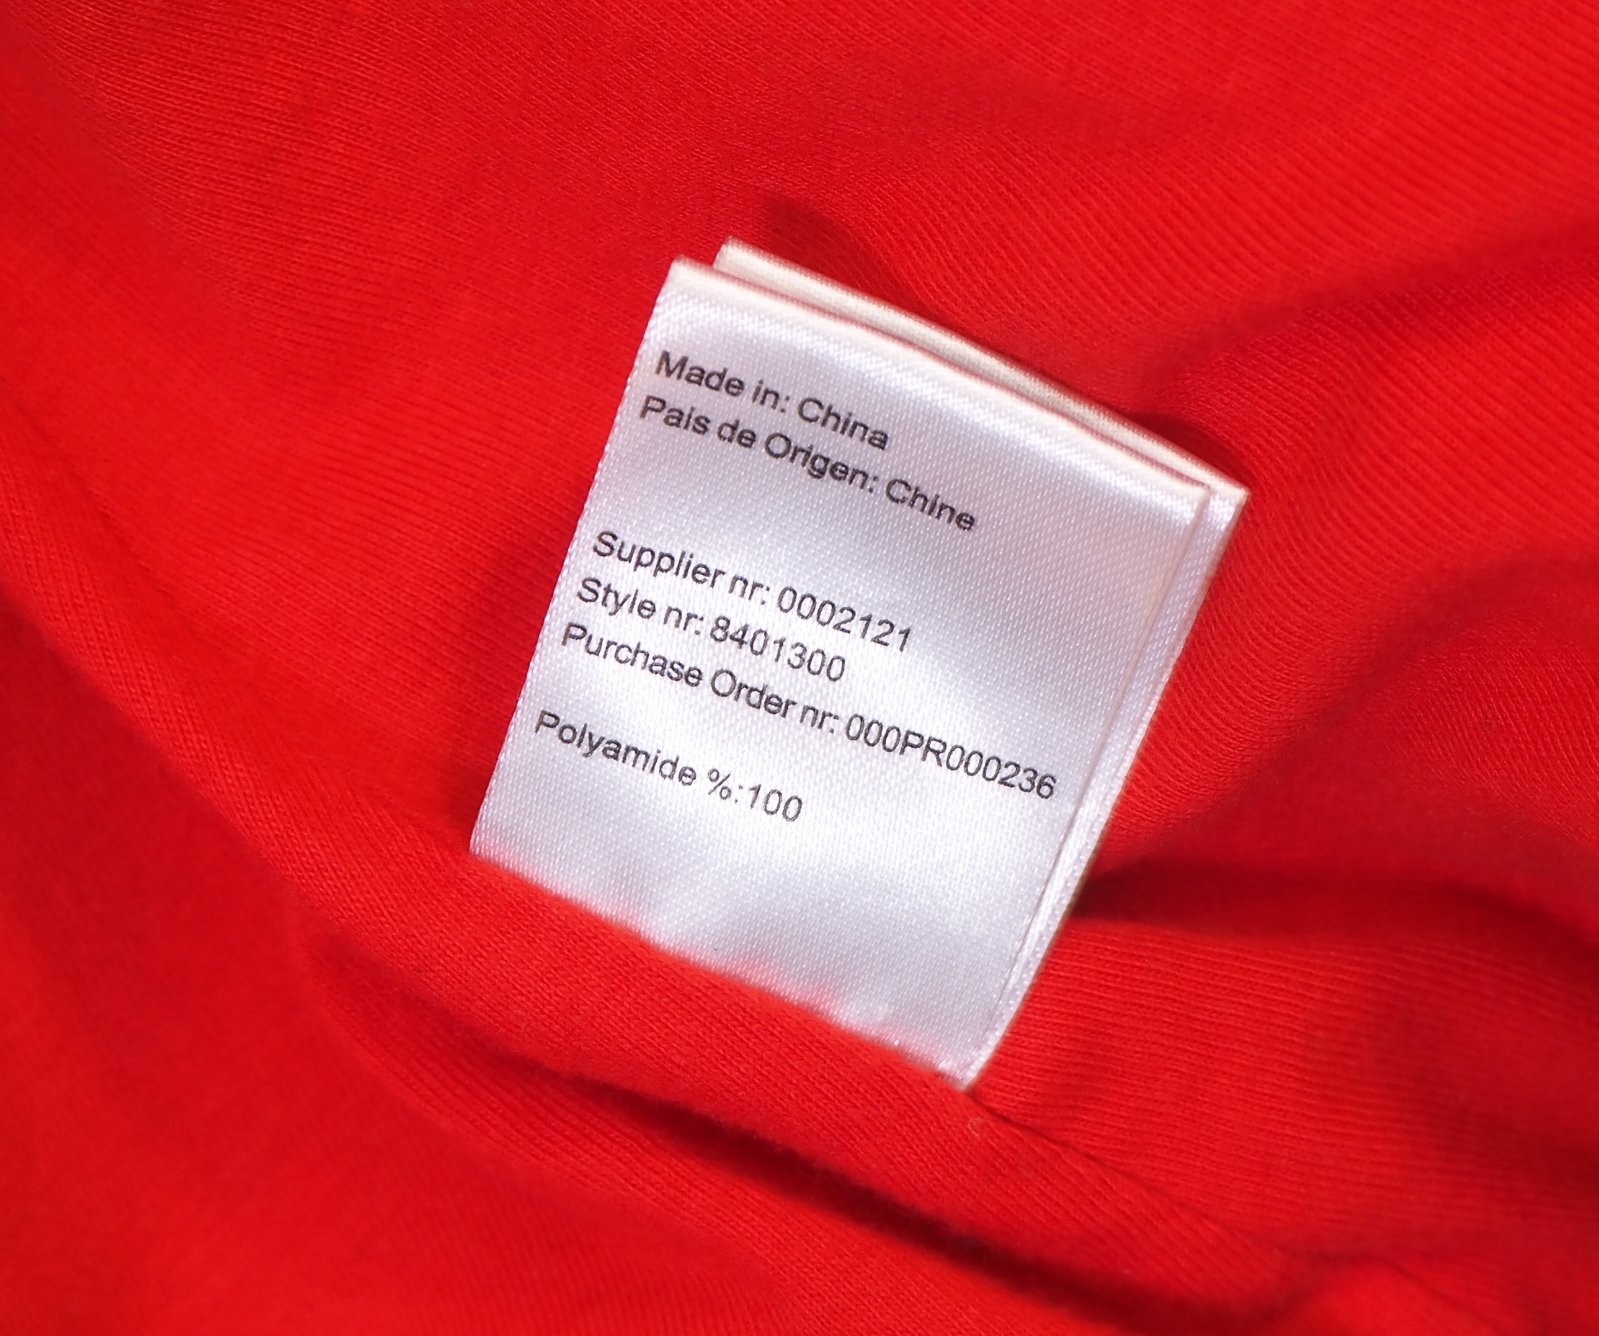 Made in: China
Pais de Origen: Chine
Supplier nr: 0002121
Style nr: 8401300
Purchase Order nr: 000PR000236
Polyamide %:100